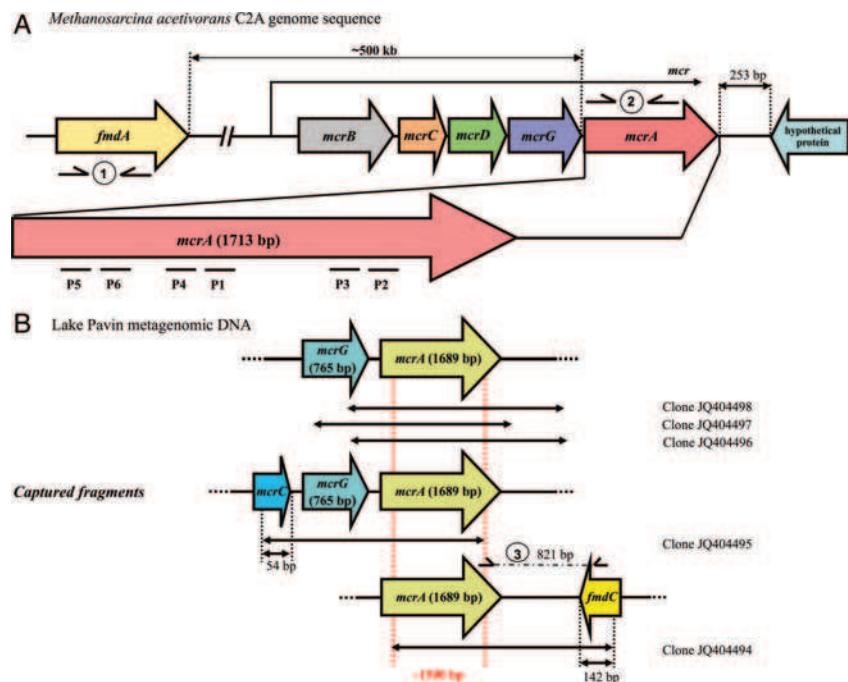 A Methanosarcina acetivorans C2A genome sequence
~500 kb
mcr
253 bp
2
fmdA
mcrB
mcrC
mcrD
mcrG
mcrA
hypothetical
protein
1
mcrA (1713 bp)
P5 P6 P4 P1 P3 P2
B Lake Pavin metagenomic DNA
mcrG
(765 bp)
mcrA (1689 bp)
Clone JQ404498
Clone JQ404497
Clone JQ404496
Captured fragments
mcrC
mcrG
(765 bp)
mcrA (1689 bp)
Clone JQ404495
54 bp
3 821 bp
mcrA (1689 bp)
fmdC
Clone JQ404494
142 bp